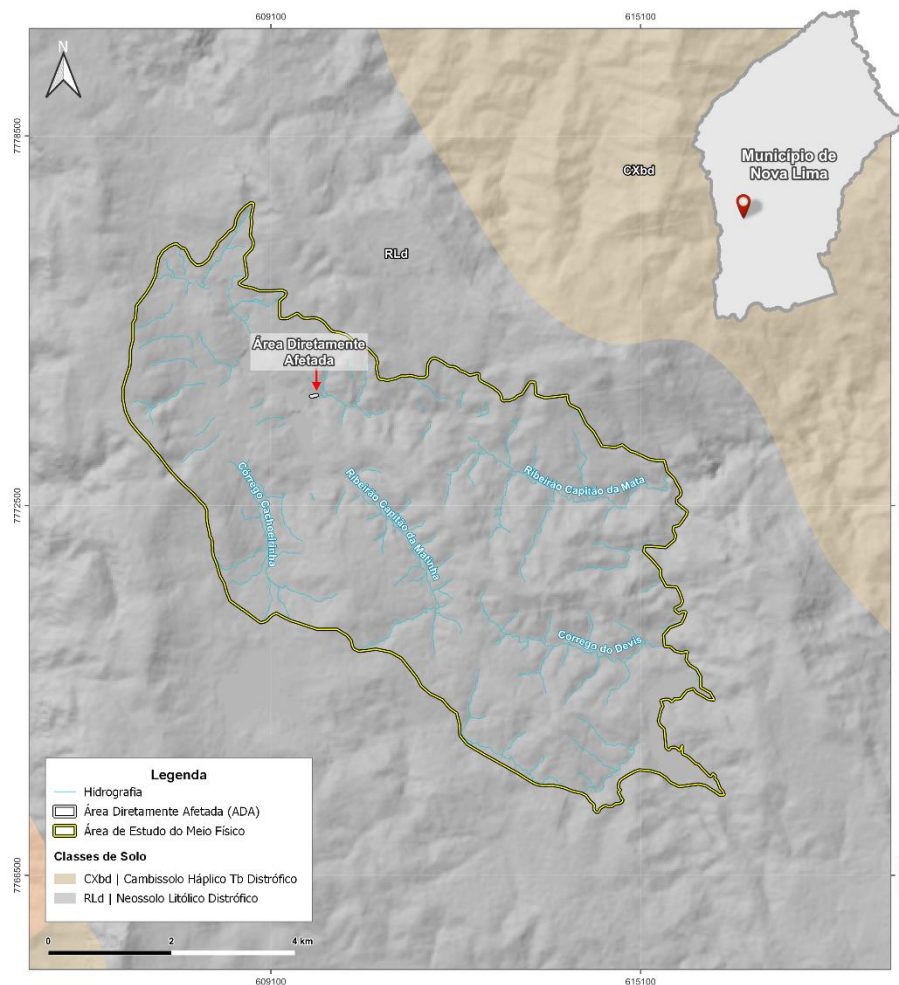 609100
615100
N
7778500
7772500
7766500
Município de
Nova Lima
CXbd
RLd
Área Diretamente
Afetada
Córrego Cachoeirinha
Ribeirão Capitão da Matinha
Ribeirão Capitão da Mata
Córrego do Devis
Legenda
Hidrografia
Área Diretamente Afetada (ADA)
Área de Estudo do Meio Físico
Classes de Solo
CXbd | Cambissolo Háplico Tb Distrófico
RLd | Neossolo Litólico Distrófico
0 2 4 km
609100
615100